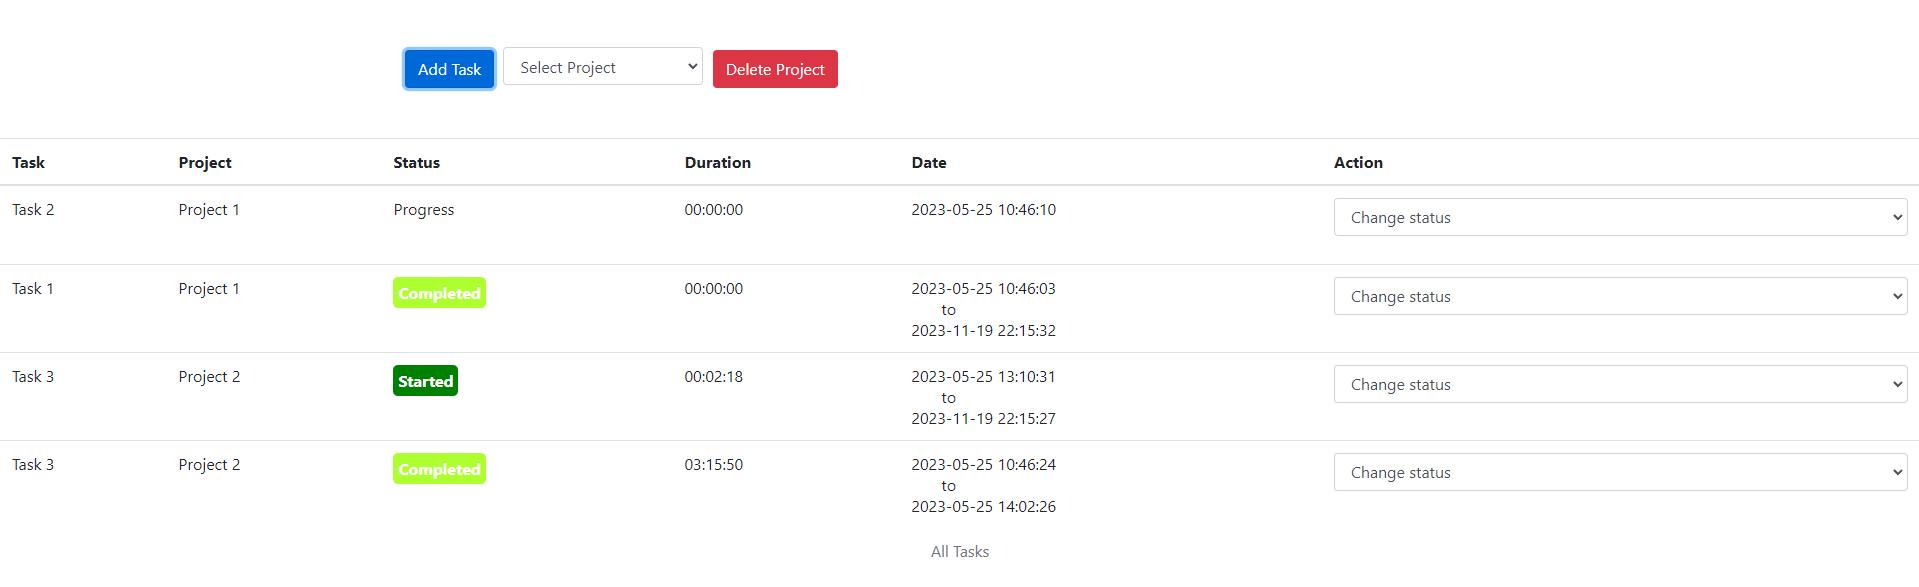 Add Task Select Project Delete Project
Task Project Status Duration Date Action
Task 2 Project 1 Progress 00:00:00 2023-05-25 10:46:10 Change status
Task 1 Project 1 Completed 00:00:00 2023-05-25 10:46:03 Change status
to
2023-11-19 22:15:32
Task 3 Project 2 Started 00:02:18 2023-05-25 13:10:31 Change status
to
2023-11-19 22:15:27
Task 3 Project 2 Completed 03:15:50 2023-05-25 10:46:24 Change status
to
2023-05-25 14:02:26
All Tasks